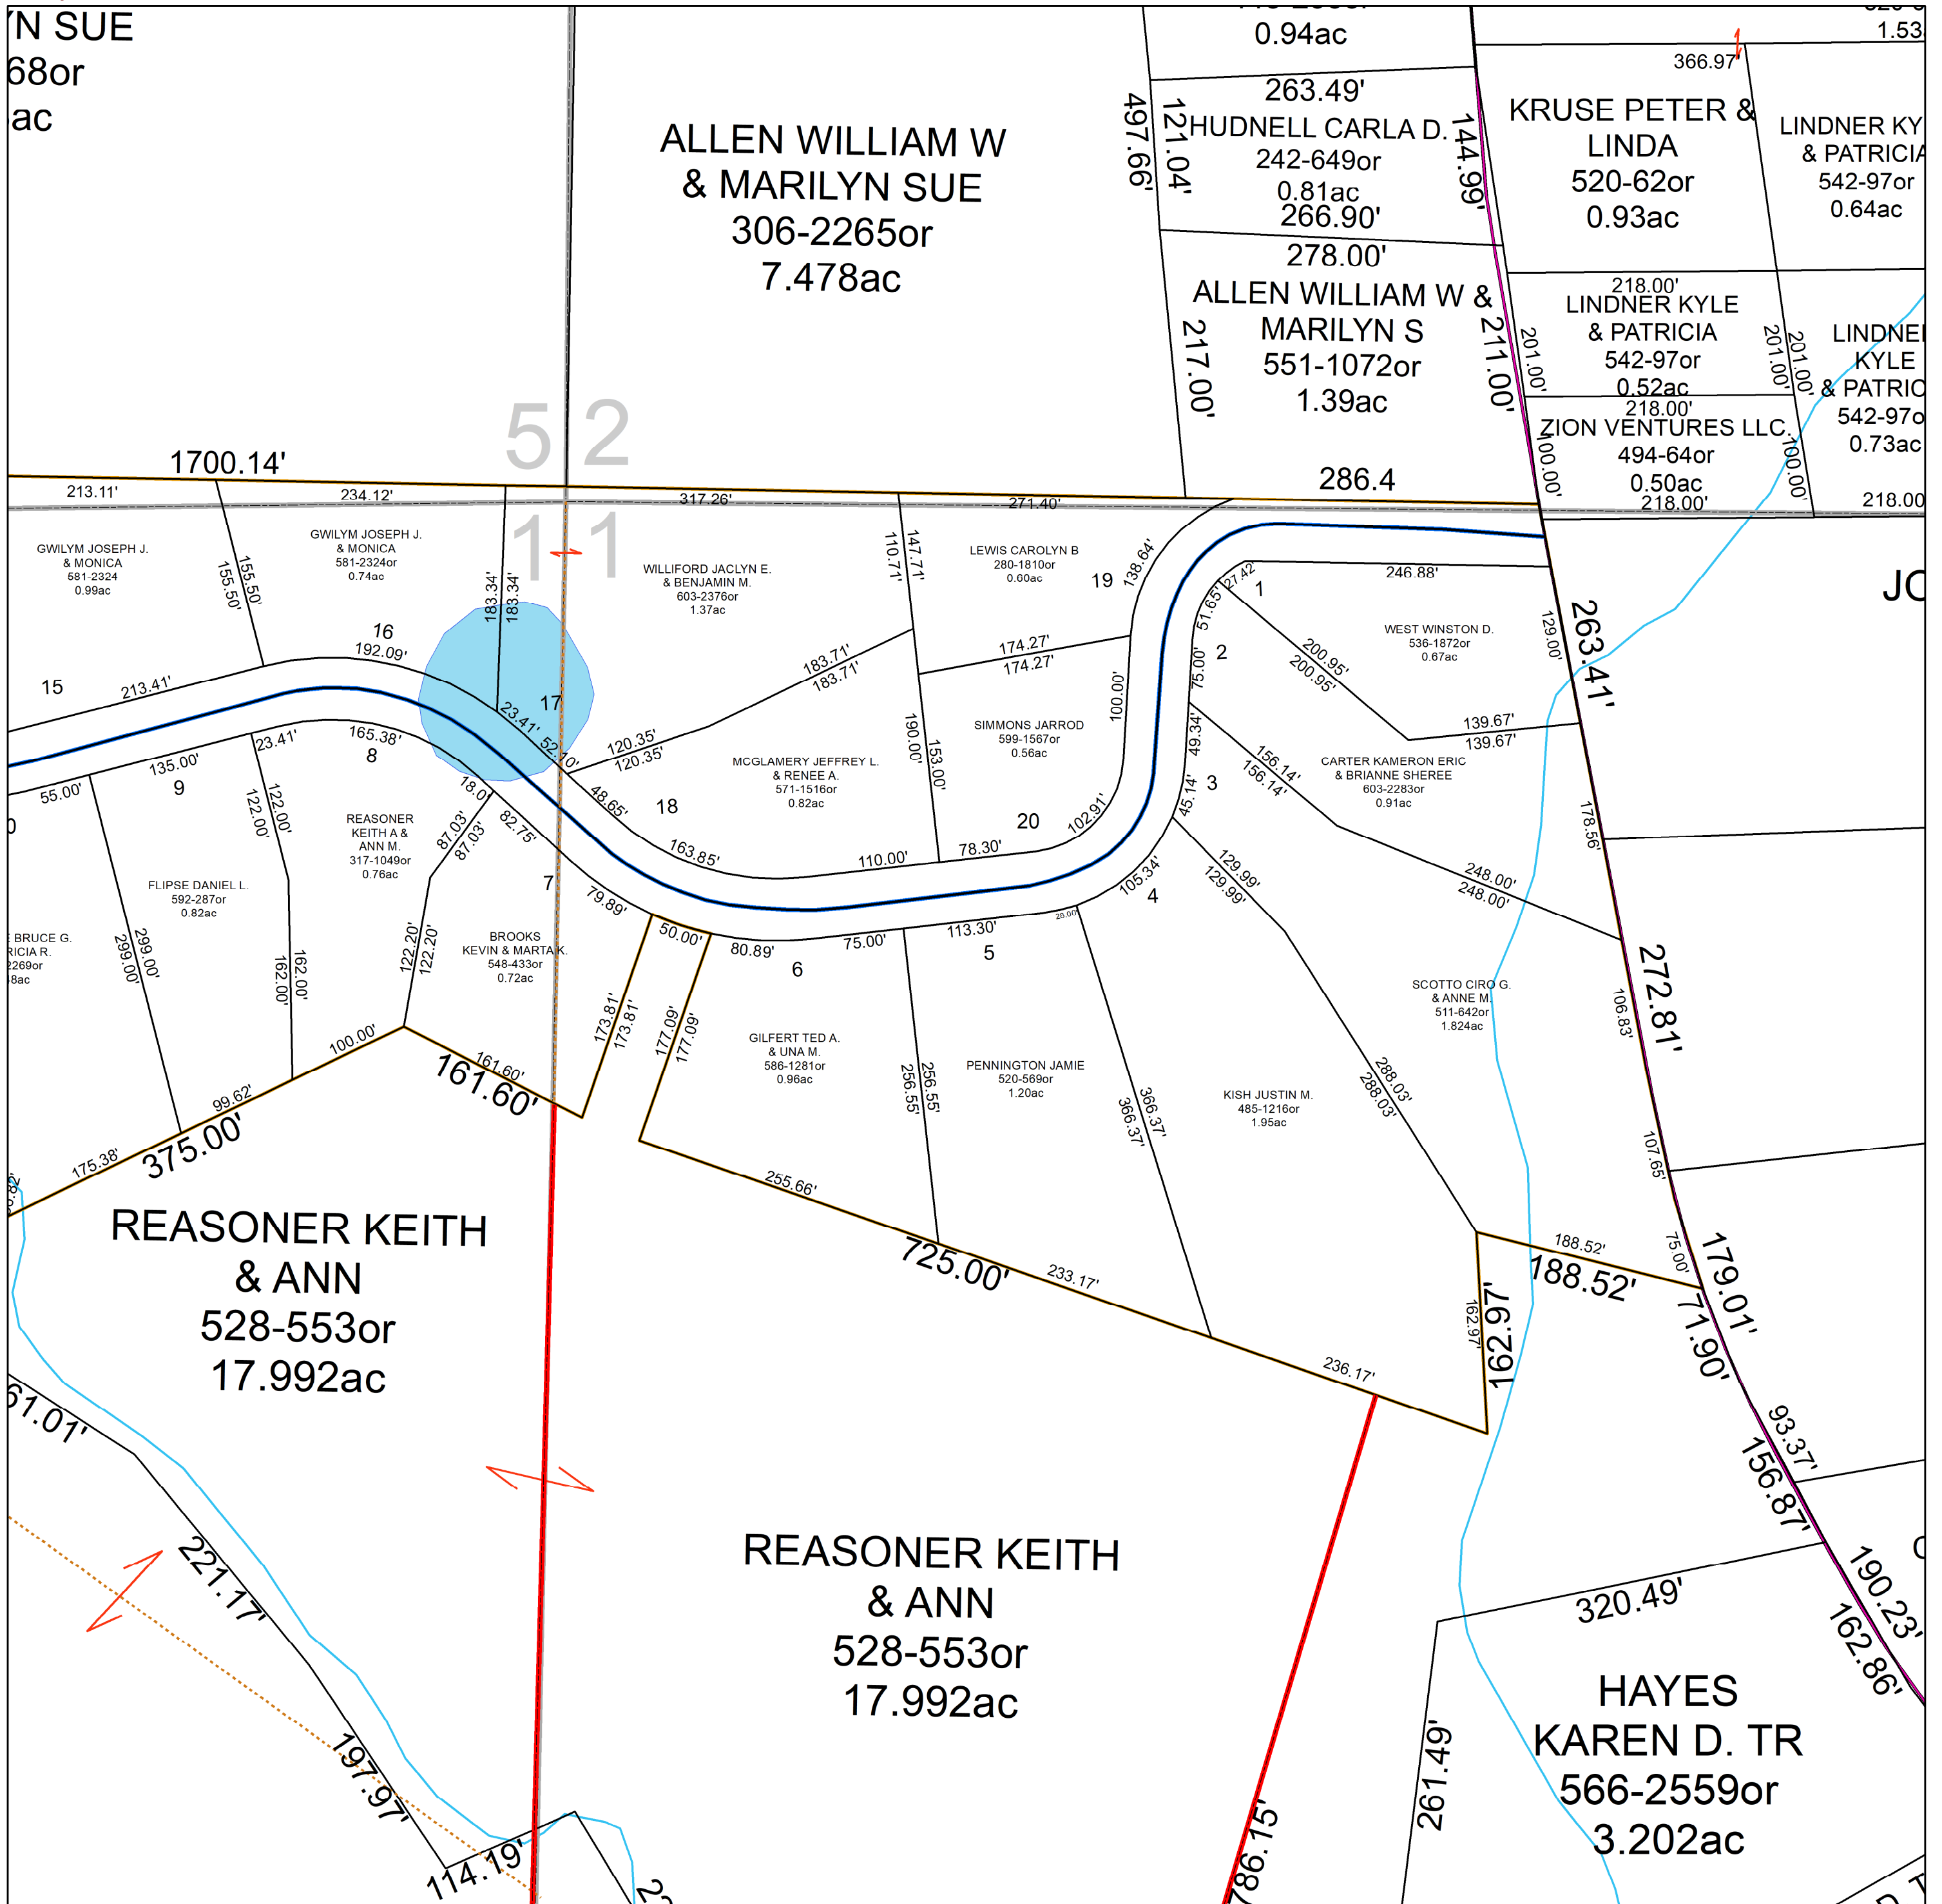 'N SUE
68or
ac
0.94ac
1.53
366.97'
ALLEN WILLIAM W
& MARILYN SUE
306-2265or
7.478ac
497.66'
121.04'
263.49'
HUDNELL CARLA D.
242-649or
0.81ac
266.90'
144.99'
KRUSE PETER &
LINDA
520-62or
0.93ac
LINDNER KY
& PATRICIA
542-97or
0.64ac
278.00'
ALLEN WILLIAM W &
MARILYN S
551-1072or
1.39ac
217.00'
211.00'
286.4
218.00'
LINDNER KYLE
& PATRICIA
542-97or
0.52ac
201.00'
201.00'
201.00'
LINDNE
KYLE
& PATRIC
542-97o
0.73ac
218.00'
ZION VENTURES LLC.
494-64or
0.50ac
218.00'
100.00'
100.00'
218.00
5 2
1 1
1700.14'
213.11'
234.12'
317.26'
271.40'
GWILYM JOSEPH J.
& MONICA
581-2324
0.99ac
155.50'
155.50'
GWILYM JOSEPH J.
& MONICA
581-2324or
0.74ac
183.34'
183.34'
WILLIFORD JACLYN E.
& BENJAMIN M.
603-2376or
1.37ac
110.71'
147.71'
LEWIS CAROLYN B
280-1810or
0.60ac
19
138.64'
27.42'
1
246.88'
51.65'
2
75.00'
WEST WINSTON D.
536-1872or
0.67ac
129.00'
263.41'
JO
15
213.41'
16
192.09'
17
23.41'
52.10'
183.71'
183.71'
174.27'
174.27'
200.95'
200.95'
139.67'
139.67'
120.35'
120.35'
190.00'
153.00'
SIMMONS JARROD
599-1567or
0.56ac
100.00'
49.34'
156.14'
156.14'
CARTER KAMERON ERIC
& BRIANNE SHEREE
603-2283or
0.91ac
178.56'
MCGLAMERY JEFFREY L.
& RENEE A.
571-1516or
0.82ac
18
48.65'
163.85'
110.00'
78.30'
20
102.91'
45.14'
3
55.00'
135.00'
9
23.41'
165.38'
8
18.0'
82.75'
122.00'
122.00'
REASONER
KEITH A &
ANN M.
317-1049or
0.76ac
87.03'
87.03'
7
79.89'
FLIPSE DANIEL L.
592-287or
0.82ac
299.00'
299.00'
162.00'
162.00'
122.20'
122.20'
BROOKS
KEVIN & MARTA K.
548-433or
0.72ac
50.00'
80.89'
6
75.00'
113.30'
5
20.00'
105.34'
4
129.99'
129.99'
248.00'
248.00'
BRUCE G.
RICIA R.
2269or
8ac
173.81'
173.81'
177.09'
177.09'
GILFERT TED A.
& UNA M.
586-1281or
0.96ac
256.55'
256.55'
PENNINGTON JAMIE
520-569or
1.20ac
366.37'
366.37'
KISH JUSTIN M.
485-1216or
1.95ac
288.03'
288.03'
SCOTTO CIRO G.
& ANNE M.
511-642or
1.824ac
106.83'
272.81'
107.65'
100.00'
161.60'
161.60'
99.62'
375.00'
175.38'
255.66'
725.00'
233.17'
236.17'
162.97'
162.97'
188.52'
188.52'
75.00'
179.01'
71.90'
REASONER KEITH
& ANN
528-553or
17.992ac
61.01'
93.37'
156.87'
221.17'
REASONER KEITH
& ANN
528-553or
17.992ac
320.49'
190.23'
162.86'
197.97'
114.19'
786.15'
261.49'
HAYES
KAREN D. TR
566-2559or
3.202ac